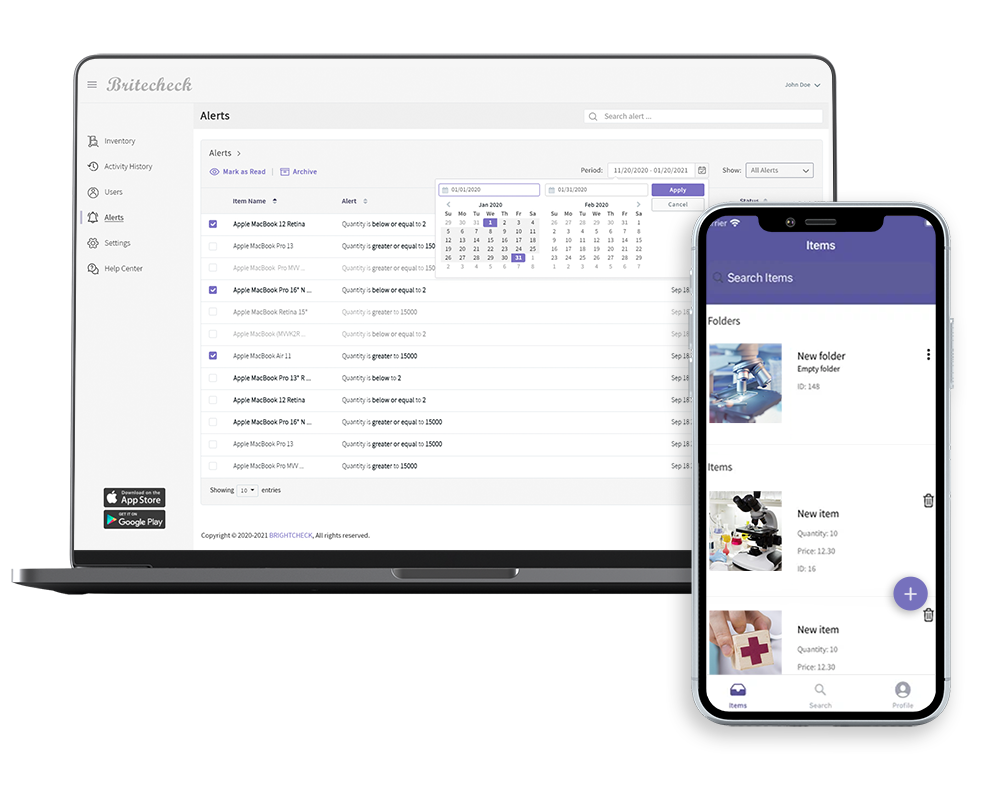 Britecheck
John Doe
Alerts
Search alert ...
Inventory
Activity History
Users
Alerts
Settings
Help Center
Alerts >
Mark as Read | Archive
Period: 11/20/2020 - 01/20/2021 Show: All Alerts
01/01/2020 01/31/2020 Apply
Cancel
Jan 2020 Feb 2020
Su Mo Tu We Th Fr Sa Su Mo Tu We Th Fr Sa
29 30 31 1 2 3 4 26 27 28 29 30 31 1
5 6 7 8 9 10 11 2 3 4 5 6 7 8
12 13 14 15 16 17 18 9 10 11 12 13 14 15
19 20 21 22 23 24 25 16 17 18 19 20 21 22
26 27 28 29 30 31 1 23 24 25 26 27 28 29
2 3 4 5 6 7 8 1 2 3 4 5 6 7
Item Name Alert Status
Apple MacBook 12 Retina Quantity is below or equal to 2
Apple MacBook Pro 13 Quantity is greater or equal to 1500
Apple MacBook Pro MVV ... Quantity is greater or equal to 1500
Apple MacBook Pro 16" N ... Quantity is below or equal to 2 Sep 18
Apple MacBook Retina 15" Quantity is greater to 15000 Sep 18
Apple MacBook (MVVK2R ... Quantity is below or equal to 2 Sep 18
Apple MacBook Air 11 Quantity is greater to 15000 Sep 18
Apple MacBook Pro 13" R ... Quantity is below to 2 Sep 18
Apple MacBook 12 Retina Quantity is below or equal to 2 Sep 18
Apple MacBook Pro 16" N ... Quantity is greater or equal to 15000 Sep 18
Apple MacBook Pro 13 Quantity is greater or equal to 15000 Sep 18
Apple MacBook Pro MVV ... Quantity is greater to 15000 Sep 18
Showing 10 entries
Copyright © 2020-2021 BRIGHTCHECK, All rights reserved.
Download on the
App Store
GET IT ON
Google Play
rrier
Items
Search Items
Folders
New folder
Empty folder
ID: 148
Items
New item
Quantity: 10
Price: 12.30
ID: 16
New item
Quantity: 10
Price: 12.30
Items Search Profile